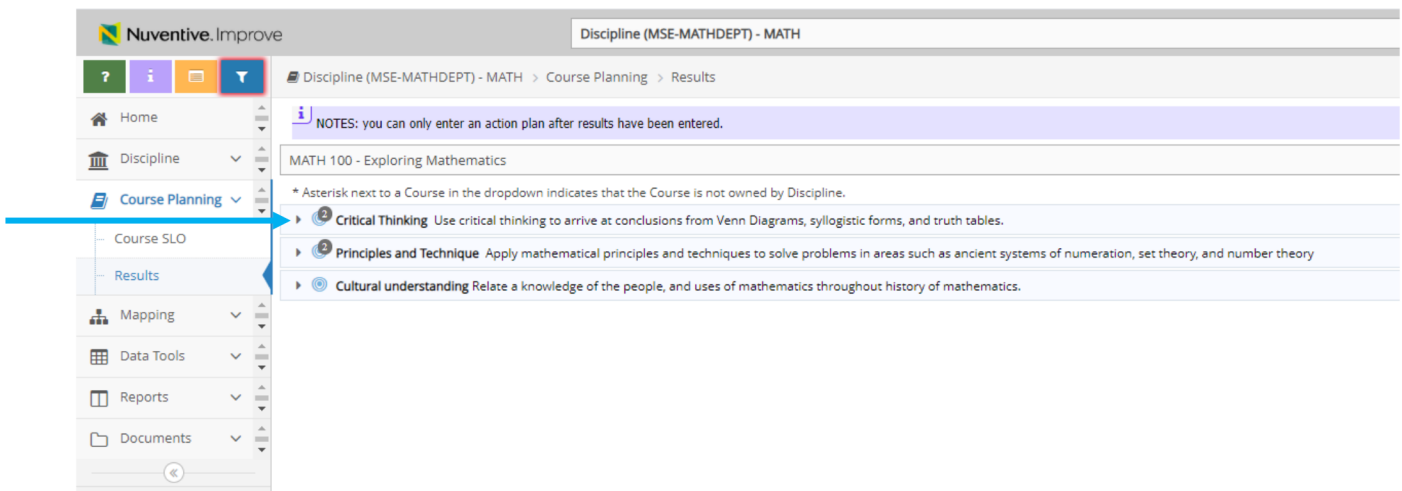 Nuventive. Improve
Discipline (MSE-MATHDEPT) - MATH
? i
Discipline (MSE-MATHDEPT) - MATH > Course Planning > Results
Home
i NOTES: you can only enter an action plan after results have been entered.
Discipline
MATH 100 - Exploring Mathematics
Course Planning
* Asterisk next to a Course in the dropdown indicates that the Course is not owned by Discipline.
2 Critical Thinking Use critical thinking to arrive at conclusions from Venn Diagrams, syllogistic forms, and truth tables.
Course SLO
2 Principles and Technique Apply mathematical principles and techniques to solve problems in areas such as ancient systems of numeration, set theory, and number theory
Results
Cultural understanding Relate a knowledge of the people, and uses of mathematics throughout history of mathematics.
Mapping
Data Tools
Reports
Documents